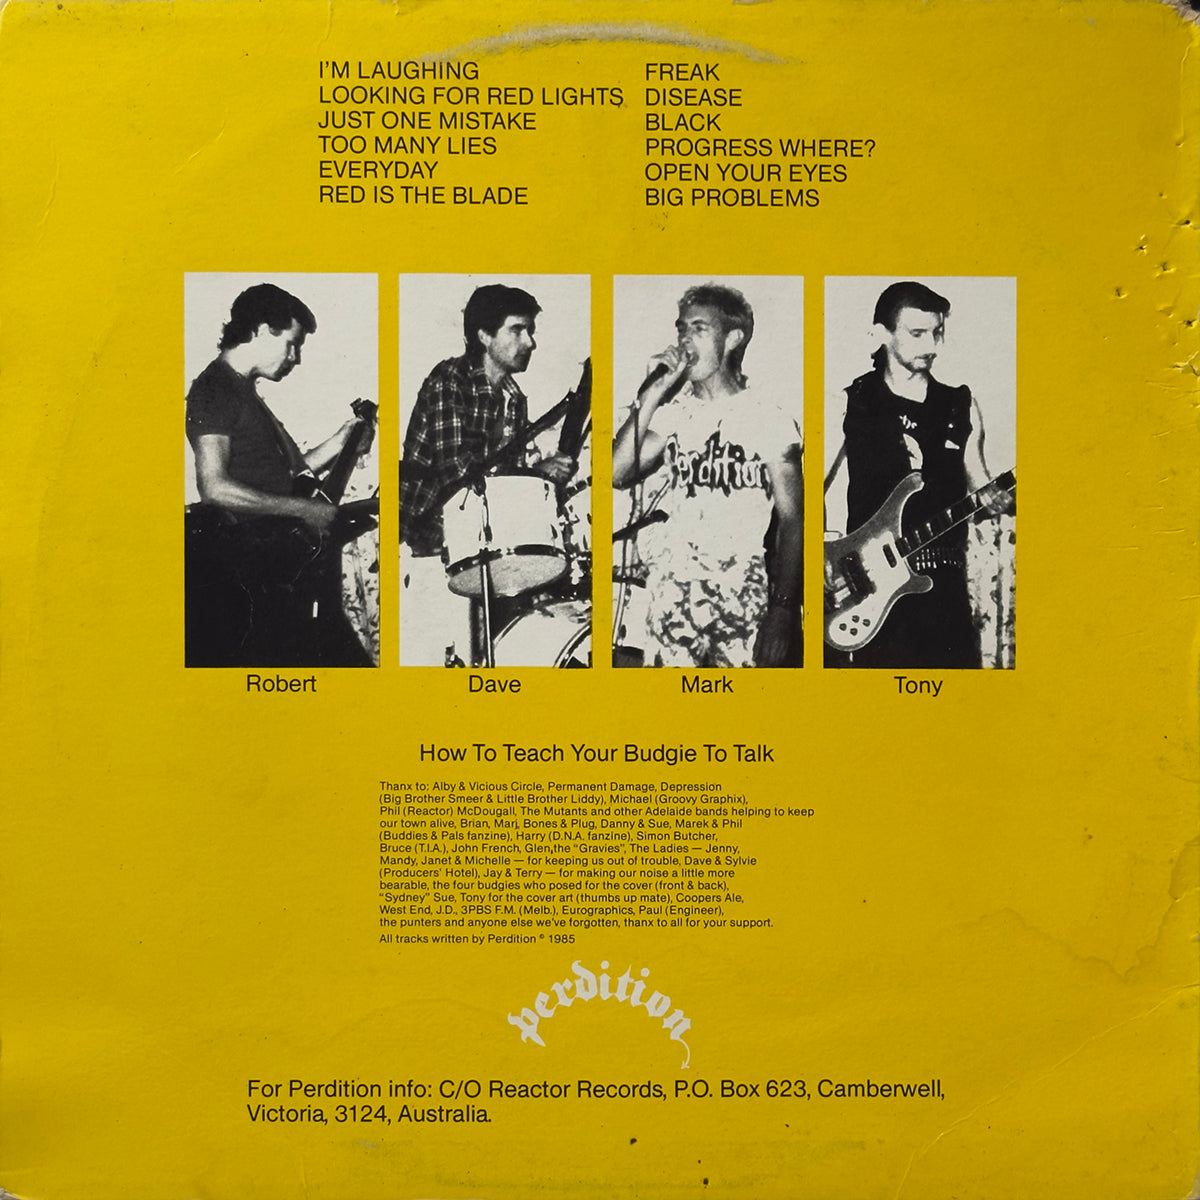 I'M LAUGHING
LOOKING FOR RED LIGHTS
JUST ONE MISTAKE
TOO MANY LIES
EVERYDAY
RED IS THE BLADE
FREAK
DISEASE
BLACK
PROGRESS WHERE?
OPEN YOUR EYES
BIG PROBLEMS
Perdition
the
Robert
Dave
Mark
Tony
How To Teach Your Budgie To Talk
Thanx to: Alby & Vicious Circle, Permanent Damage, Depression
(Big Brother Smeer & Little Brother Liddy), Michael (Groovy Graphix),
Phil (Reactor) McDougall, The Mutants and other Adelaide bands helping to keep
our town alive, Brian, Marj, Bones & Plug, Danny & Sue, Marek & Phil
(Buddies & Pals fanzine), Harry (D.N.A. fanzine), Simon Butcher,
Bruce (T.I.A.), John French, Glen,the "Gravies", The Ladies — Jenny,
Mandy, Janet & Michelle — for keeping us out of trouble, Dave & Sylvie
(Producers' Hotel), Jay & Terry — for making our noise a little more
bearable, the four budgies who posed for the cover (front & back),
"Sydney" Sue, Tony for the cover art (thumbs up mate), Coopers Ale,
West End, J.D., 3PBS F.M. (Melb.), Eurographics, Paul (Engineer),
the punters and anyone else we've forgotten, thanx to all for your support.
All tracks written by Perdition © 1985
perdition
For Perdition info: C/O Reactor Records, P.O. Box 623, Camberwell,
Victoria, 3124, Australia.